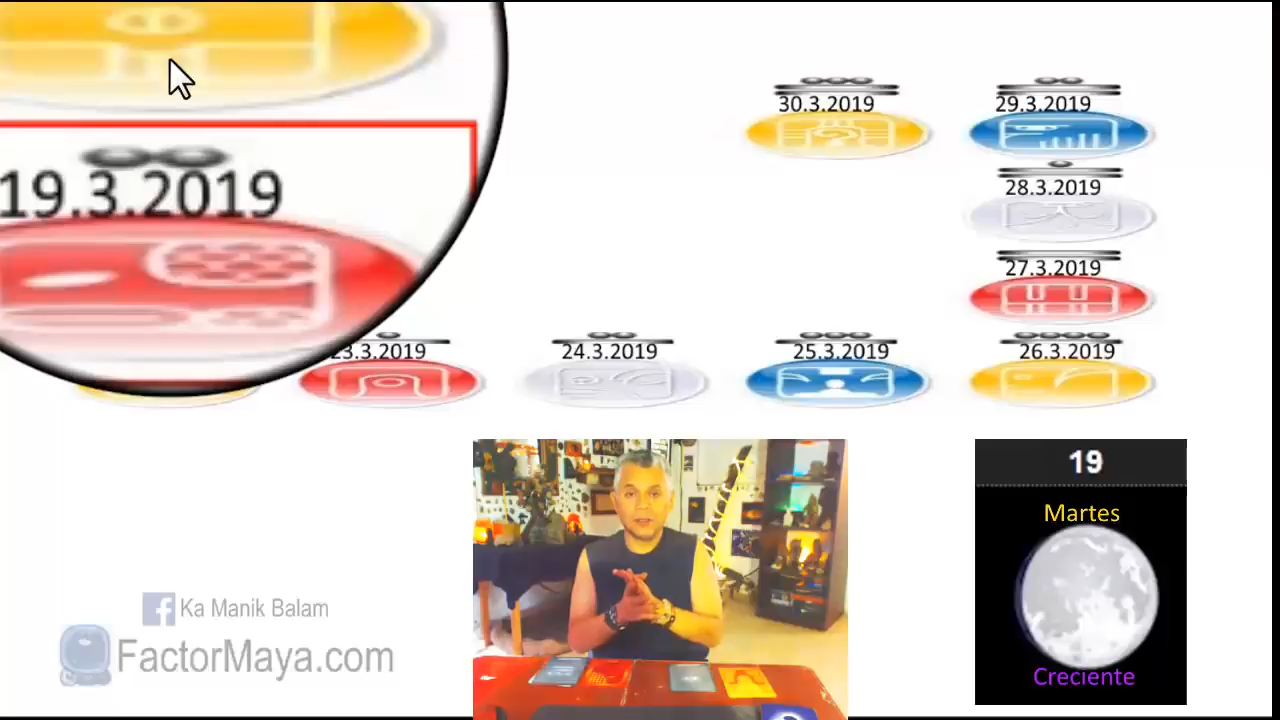 30.3.2019
29.3.2019
19.3.2019
28.3.2019
27.3.2019
23.3.2019
24.3.2019
25.3.2019
26.3.2019
19
Martes
Creciente
Ka Manik Balam
FactorMaya.com